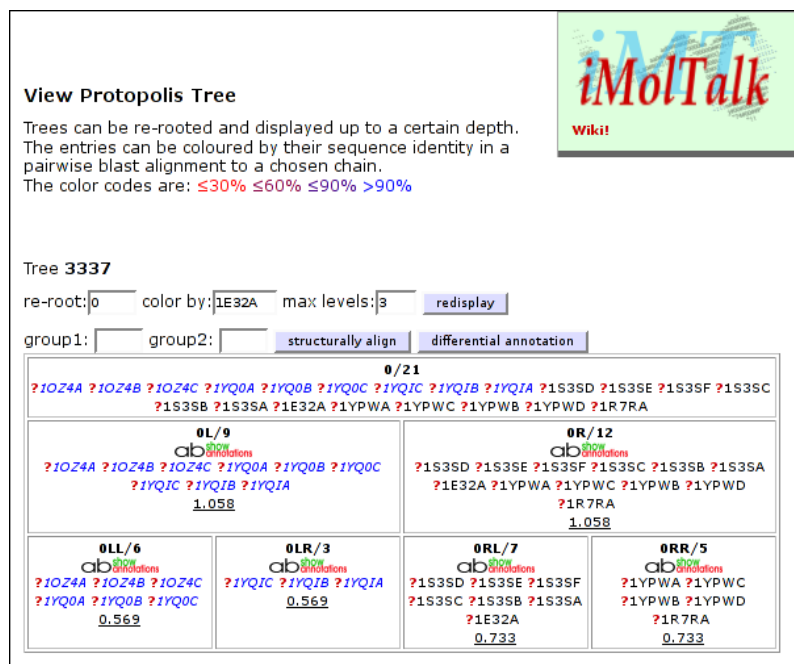 iMT
iMolTalk
Wiki!
View Protopolis Tree
Trees can be re-rooted and displayed up to a certain depth.
The entries can be coloured by their sequence identity in a
pairwise blast alignment to a chosen chain.
The color codes are: ≤30% ≤60% ≤90% >90%
Tree 3337
re-root: 0 color by: 1E32A max levels: 3 redisplay
group1: group2: structurally align differential annotation
0/21
?1OZ4A ?1OZ4B ?1OZ4C ?1YQ0A ?1YQ0B ?1YQ0C ?1YQIC ?1YQIB ?1YQIA ?1S3SD ?1S3SE ?1S3SF ?1S3SC
?1S3SB ?1S3SA ?1E32A ?1YPWA ?1YPWC ?1YPWB ?1YPWD ?1R7RA
0L/9
ab show annotations
?1OZ4A ?1OZ4B ?1OZ4C ?1YQ0A ?1YQ0B ?1YQ0C
?1YQIC ?1YQIB ?1YQIA
1.058
0R/12
ab show annotations
?1S3SD ?1S3SE ?1S3SF ?1S3SC ?1S3SB ?1S3SA
?1E32A ?1YPWA ?1YPWC ?1YPWB ?1YPWD
?1R7RA
1.058
0LL/6
ab show annotations
?1OZ4A ?1OZ4B ?1OZ4C
?1YQ0A ?1YQ0B ?1YQ0C
0.569
0LR/3
ab show annotations
?1YQIC ?1YQIB ?1YQIA
0.569
0RL/7
ab show annotations
?1S3SD ?1S3SE ?1S3SF
?1S3SC ?1S3SB ?1S3SA
?1E32A
0.733
0RR/5
ab show annotations
?1YPWA ?1YPWC
?1YPWB ?1YPWD
?1R7RA
0.733